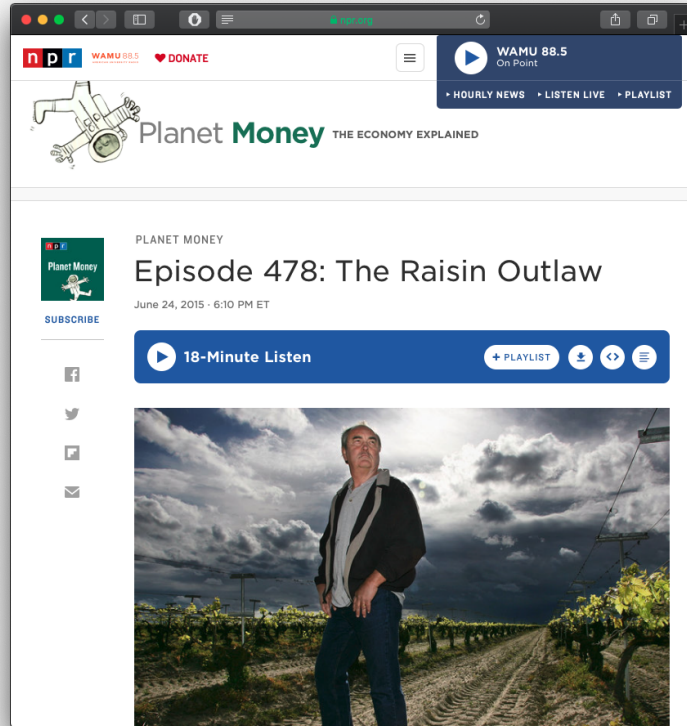 npr.org
npr WAMU 88.5 DONATE
WAMU 88.5
On Point
HOURLY NEWS LISTEN LIVE PLAYLIST
Planet Money THE ECONOMY EXPLAINED
npr
Planet Money
SUBSCRIBE
PLANET MONEY
Episode 478: The Raisin Outlaw
June 24, 2015 · 6:10 PM ET
18-Minute Listen
+ PLAYLIST